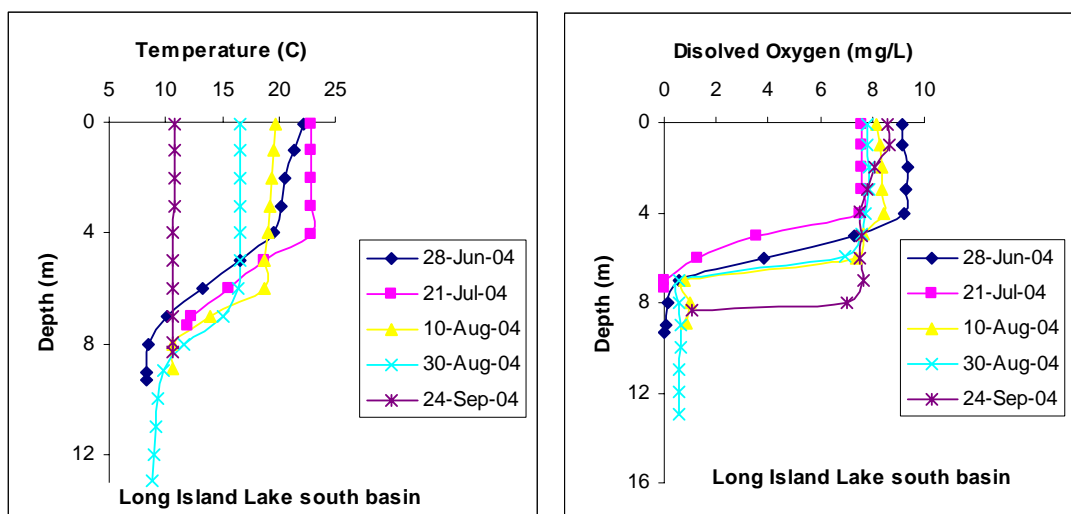 Temperature (C)
5 10 15 20 25
0
4
8
12
Depth (m)
28-Jun-04
21-Jul-04
10-Aug-04
30-Aug-04
24-Sep-04
Long Island Lake south basin
Disolved Oxygen (mg/L)
0 2 4 6 8 10
0
4
8
12
16
Depth (m)
28-Jun-04
21-Jul-04
10-Aug-04
30-Aug-04
24-Sep-04
Long Island Lake south basin